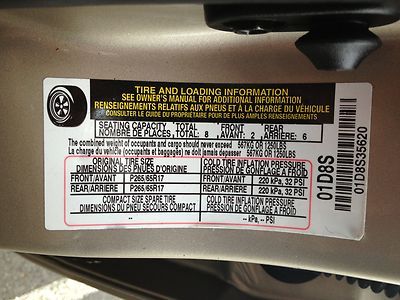 TIRE AND LOADING INFORMATION
SEE OWNER'S MANUAL FOR ADDITIONAL INFORMATION
RENSEIGNEMENTS RELATIFS AUX PNEUS ET À LA CHARGE DU VÉHICULE
CONSULTER LE GUIDE DU PROPRIÉTAIRE POUR DE PLUS AMPLES RENSEIGNEMENTS
SEATING CAPACITY TOTAL FRONT REAR
NOMBRE DE PLACES: TOTAL: 8 AVANT: 2 ARRIÈRE: 6
The combined weight of occupants and cargo should never exceed 567KG OR 1250LBS
La charge du véhicule (occupants et bagages) ne doit jamais dépasser 567KG OR 1250LBS
ORIGINAL TIRE SIZE COLD TIRE INFLATION PRESSURE
DIMENSIONS DES PNUES D'ORIGINE PRESSION DE GONFLAGE A FROID
FRONT/AVANT P265/65R17 FRONT/AVANT 220 kPa, 32 PSI
REAR/ARRIERE P265/65R17 REAR/ARRIERE 220 kPa, 32 PSI
COMPACT SPARE TIRE SIZE COLD TIRE INFLATION PRESSURE
DIMENSIONS DU PNEU SECOURS COMPACT PRESSION DE GONFLAGE A FROID
-- -- kPa, -- PSI
01D8S
01D8S35620